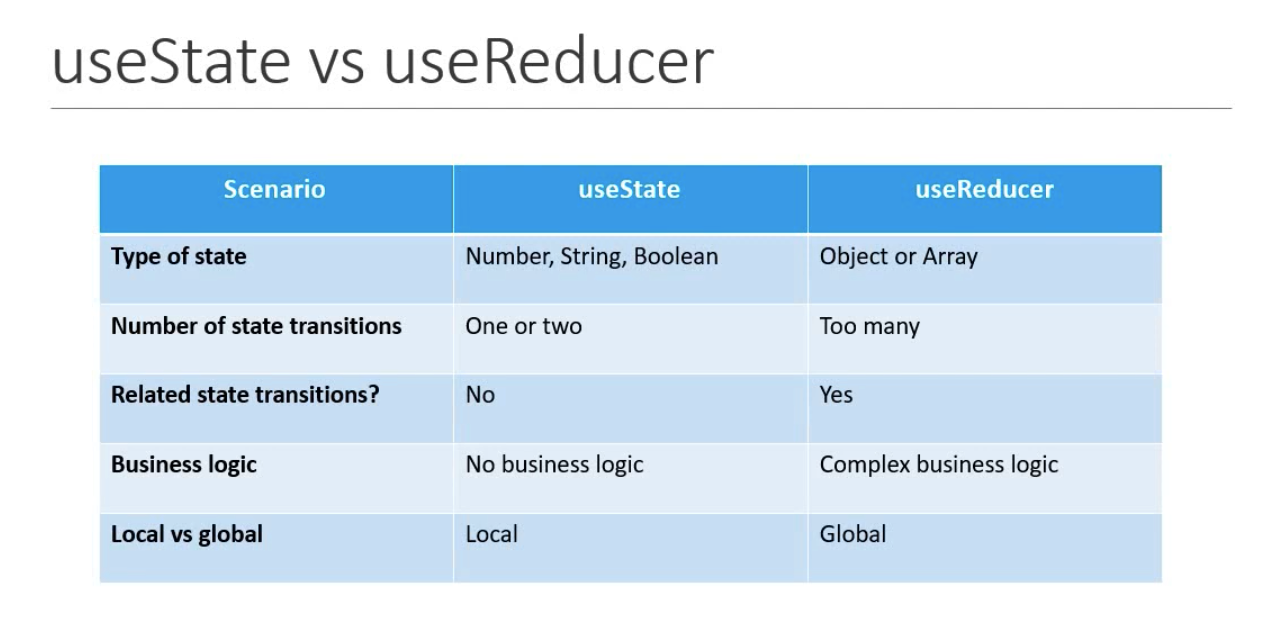 useState vs useReducer
Scenario useState useReducer
Type of state Number, String, Boolean Object or Array
Number of state transitions One or two Too many
Related state transitions? No Yes
Business logic No business logic Complex business logic
Local vs global Local Global